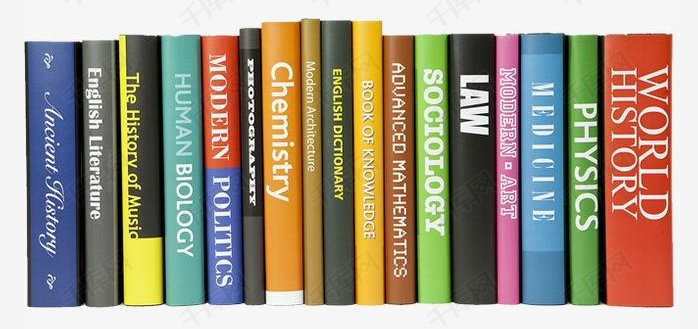 Ancient History
English Literature
The History of Music
HUMAN BIOLOGY
MODERN POLITICS
PHOTOGRAPHY
Chemistry
Modern Architecture
ENGLISH DICTIONARY
BOOK OF KNOWLEDGE
ADVANCED MATHEMATICS
SOCIOLOGY
LAW
MODERN·ART
MEDICINE
PHYSICS
WORLD
HISTORY